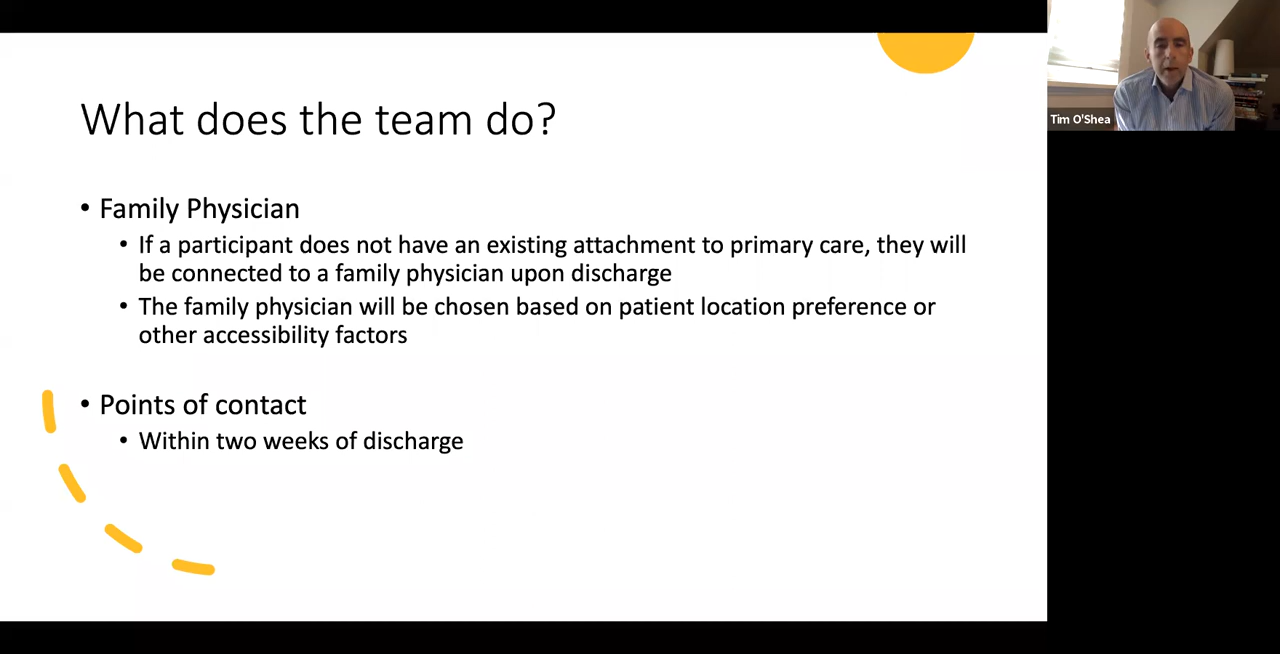 What does the team do?
• Family Physician
• If a participant does not have an existing attachment to primary care, they will
be connected to a family physician upon discharge
• The family physician will be chosen based on patient location preference or
other accessibility factors
• Points of contact
• Within two weeks of discharge
Tim O'Shea